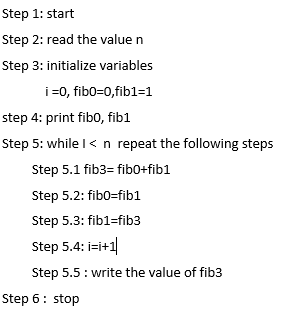 Step 1: start
Step 2: read the value n
Step 3: initialize variables
i =0, fib0=0,fib1=1
step 4: print fib0, fib1
Step 5: while I < n repeat the following steps
Step 5.1 fib3= fib0+fib1
Step 5.2: fib0=fib1
Step 5.3: fib1=fib3
Step 5.4: i=i+1
Step 5.5 : write the value of fib3
Step 6 : stop